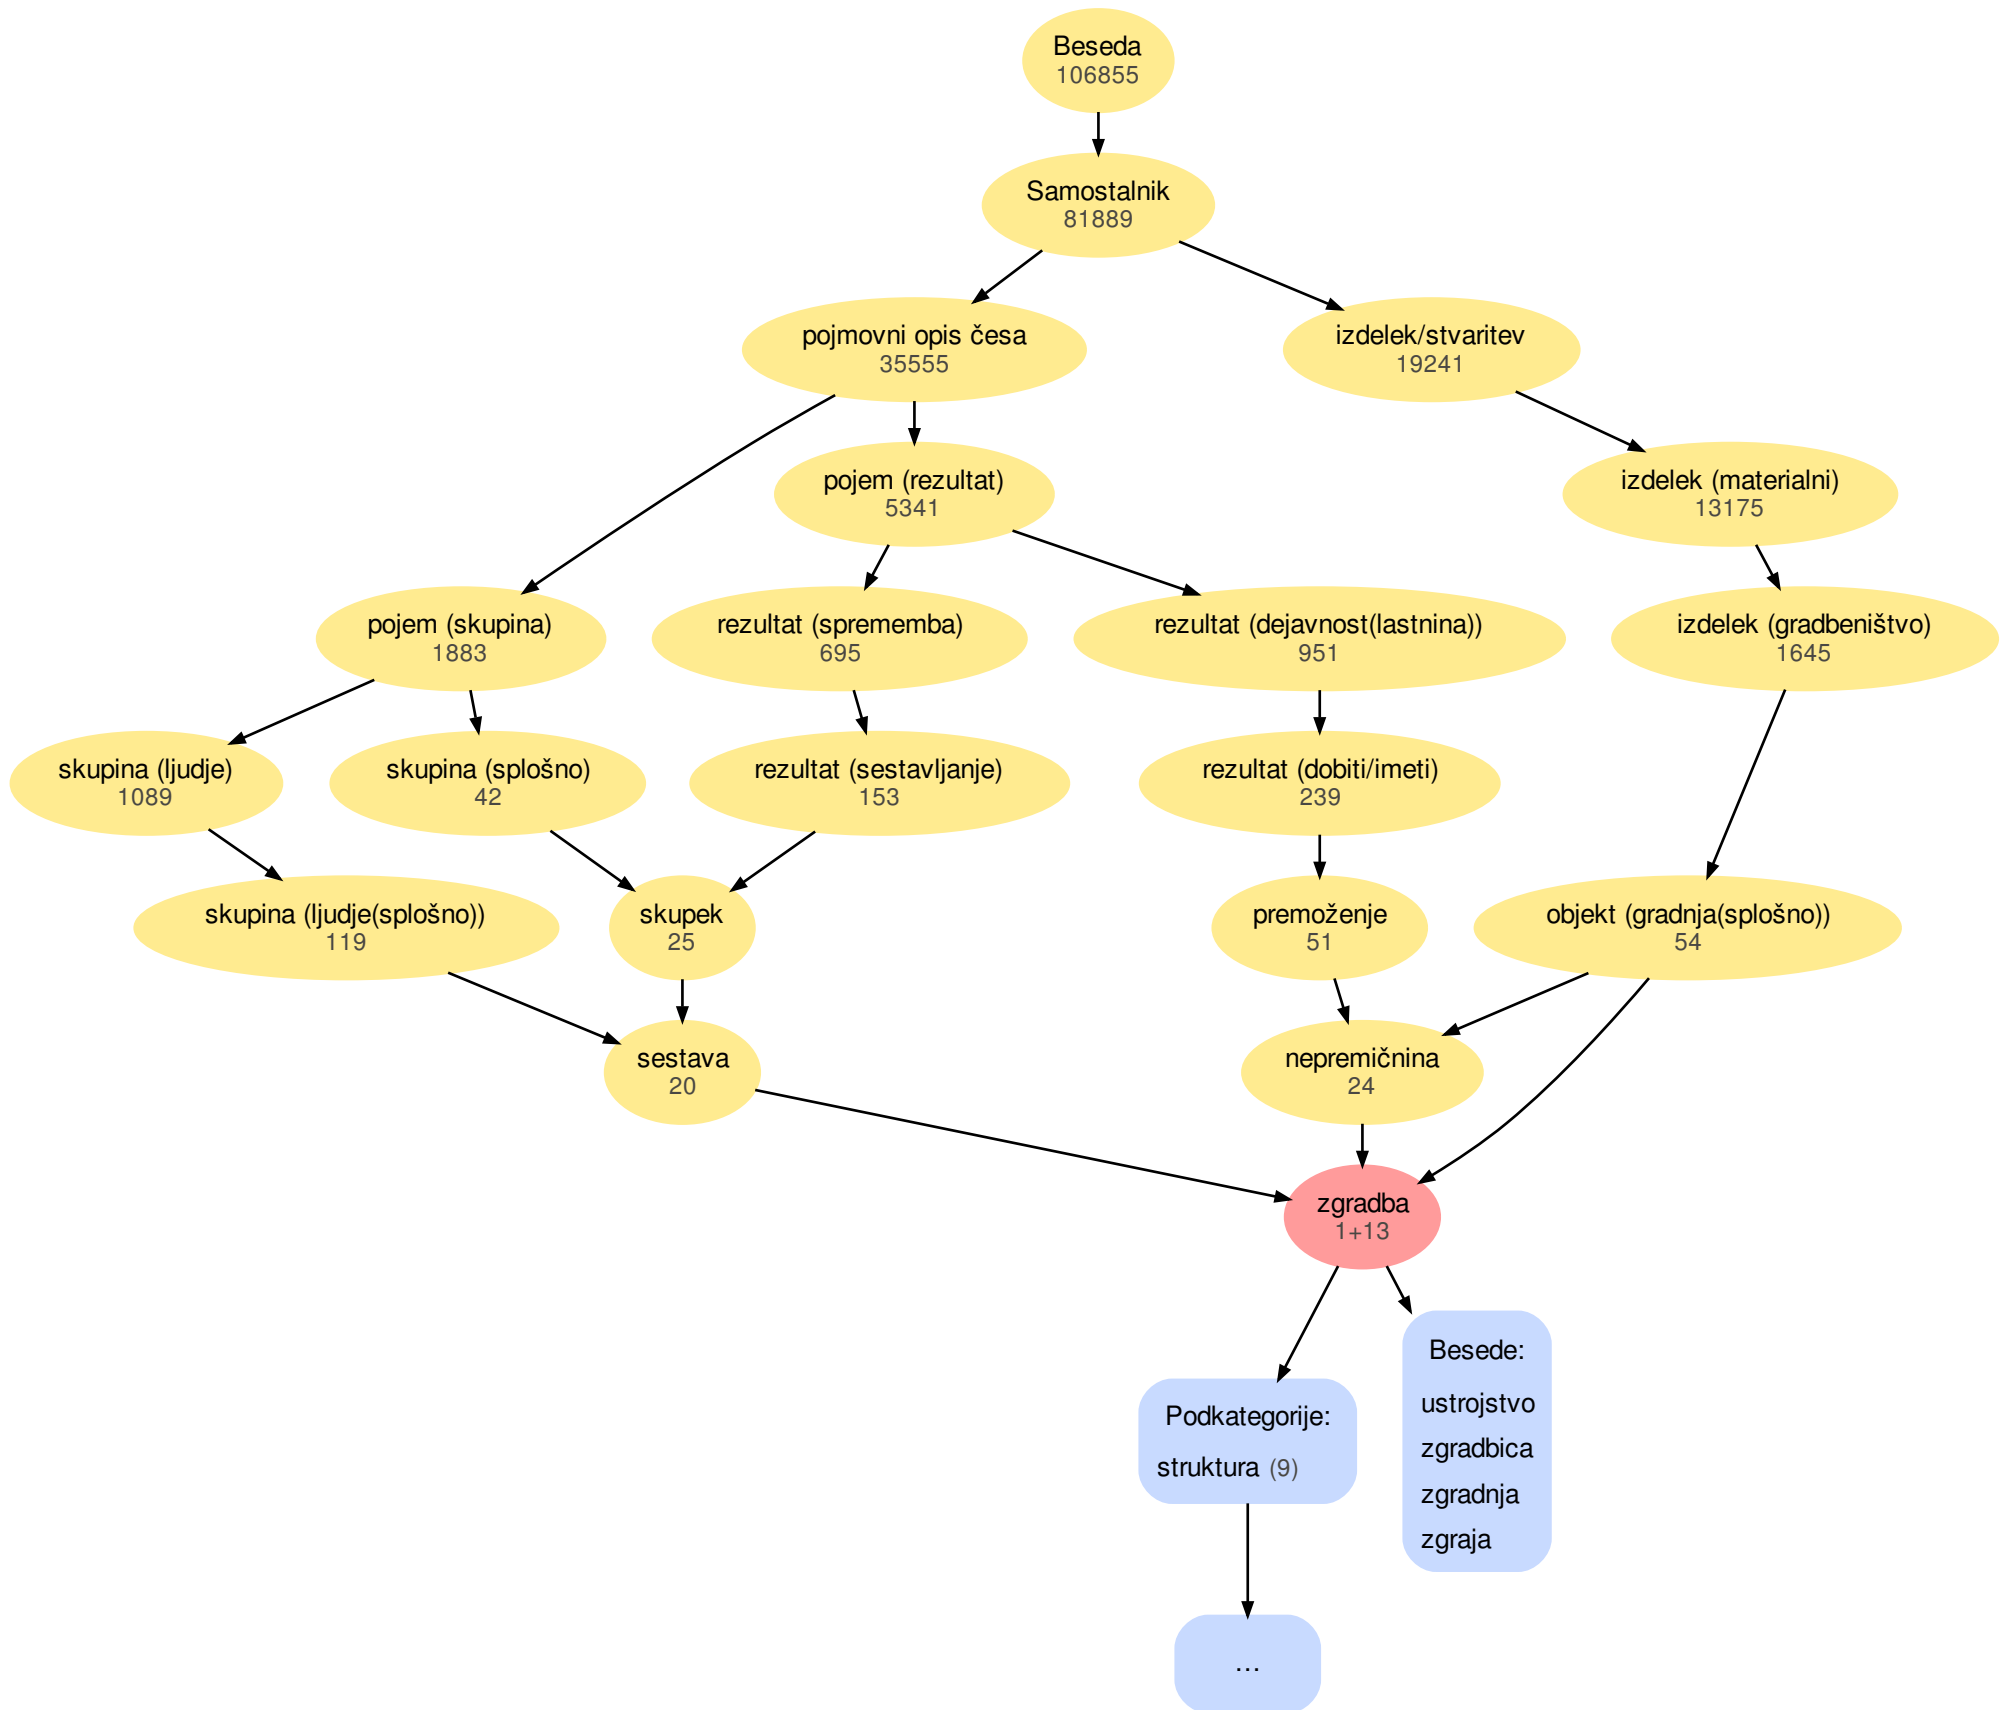 Beseda
106855
Samostalnik
81889
pojmovni opis česa
35555
izdelek/stvaritev
19241
pojem (rezultat)
5341
izdelek (materialni)
13175
pojem (skupina)
1883
rezultat (sprememba)
695
rezultat (dejavnost(lastnina))
951
izdelek (gradbeništvo)
1645
skupina (ljudje)
1089
skupina (splošno)
42
rezultat (sestavljanje)
153
rezultat (dobiti/imeti)
239
skupina (ljudje(splošno))
119
skupek
25
premoženje
51
objekt (gradnja(splošno))
54
sestava
20
nepremičnina
24
zgradba
1+13
Podkategorije:
struktura (9)
Besede:
ustrojstvo
zgradbica
zgradnja
zgraja
...